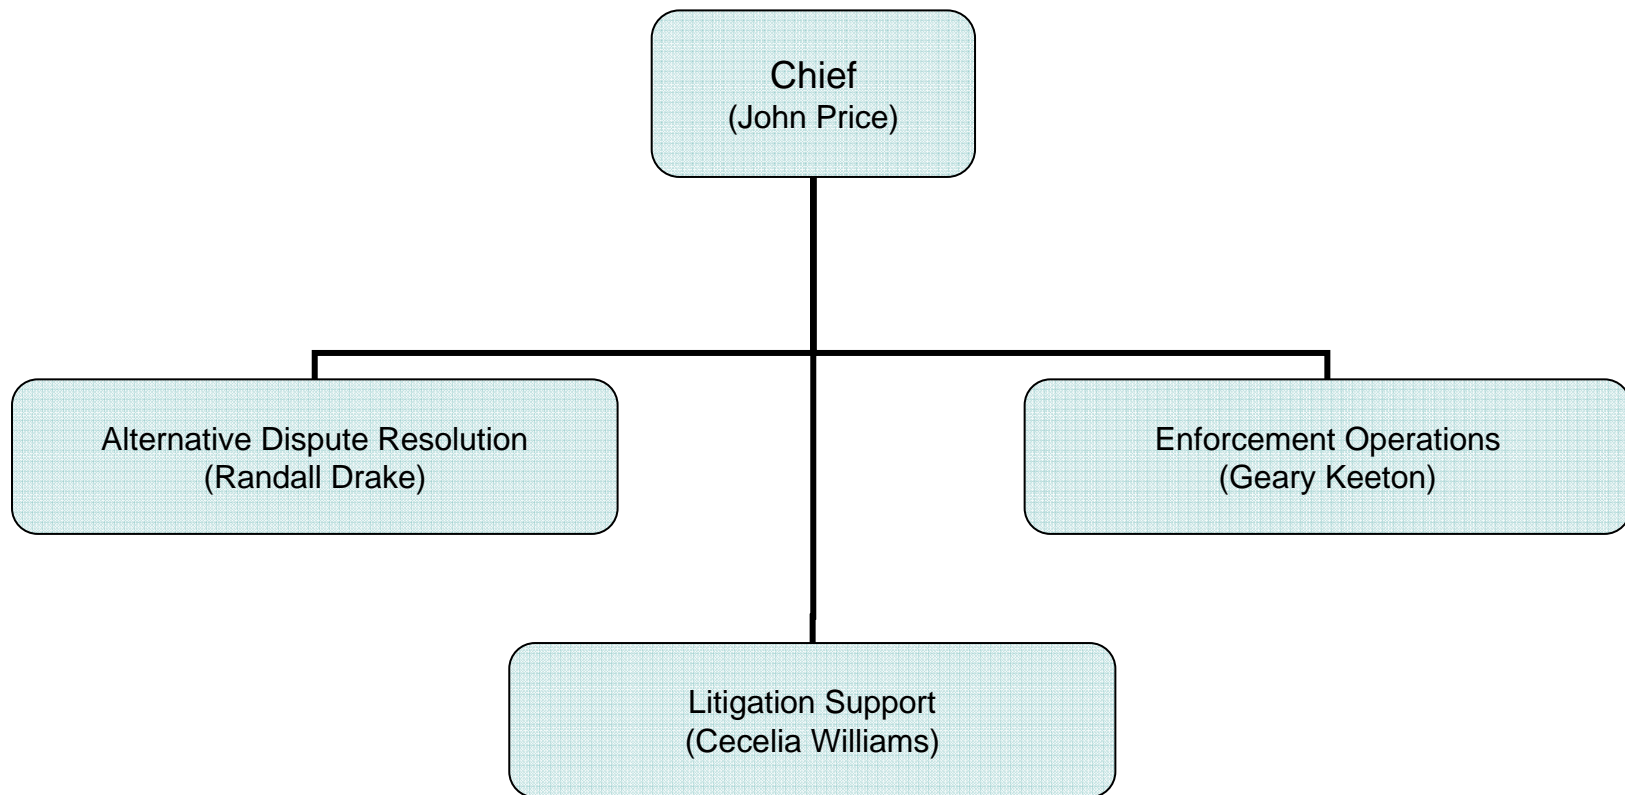 Chief
(John Price)
Alternative Dispute Resolution
(Randall Drake)
Enforcement Operations
(Geary Keeton)
Litigation Support
(Cecelia Williams)